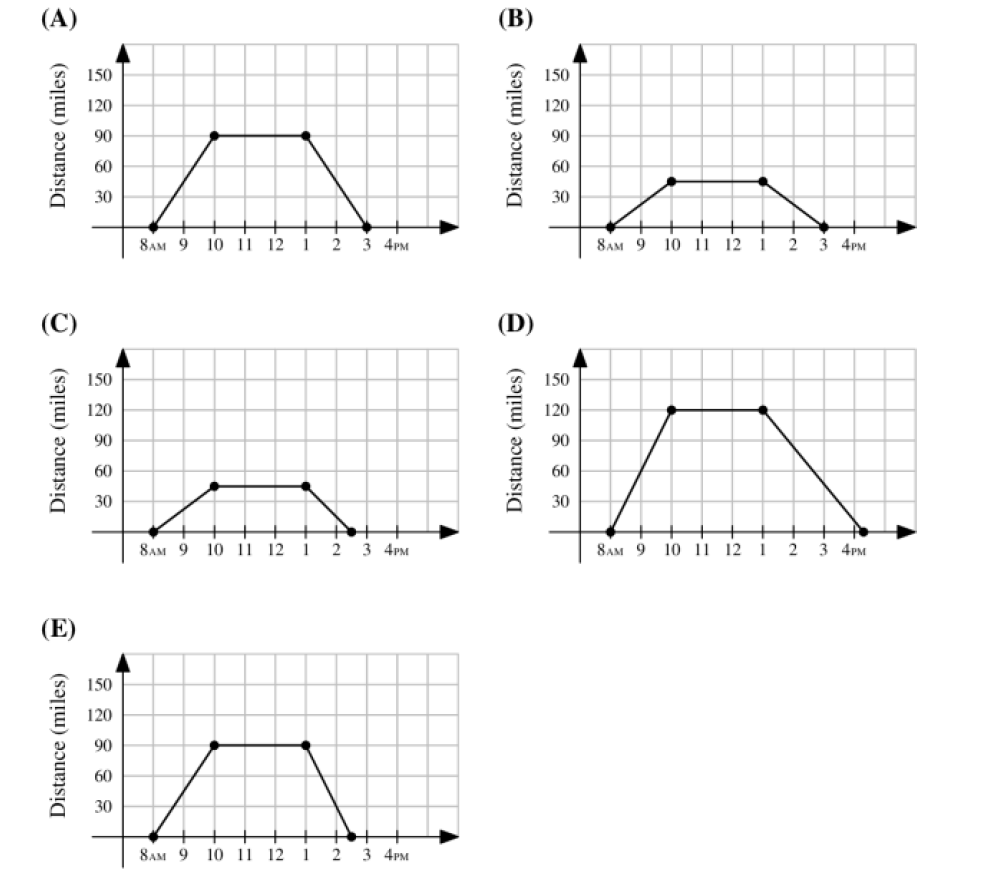 (A) (B)
150 150
120 120
90 90
60 60
30 30
Distance (miles) Distance (miles)
8AM 9 10 11 12 1 2 3 4PM 8AM 9 10 11 12 1 2 3 4PM
(C) (D)
150 150
120 120
90 90
60 60
30 30
Distance (miles) Distance (miles)
8AM 9 10 11 12 1 2 3 4PM 8AM 9 10 11 12 1 2 3 4PM
(E)
150
120
90
60
30
Distance (miles)
8AM 9 10 11 12 1 2 3 4PM